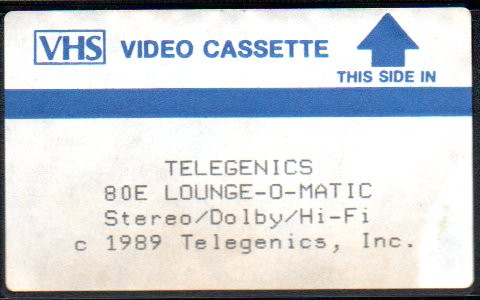 VHS VIDEO CASSETTE
THIS SIDE IN
TELEGENICS
80E LOUNGE-O-MATIC
Stereo/Dolby/Hi-Fi
c 1989 Telegenics, Inc.